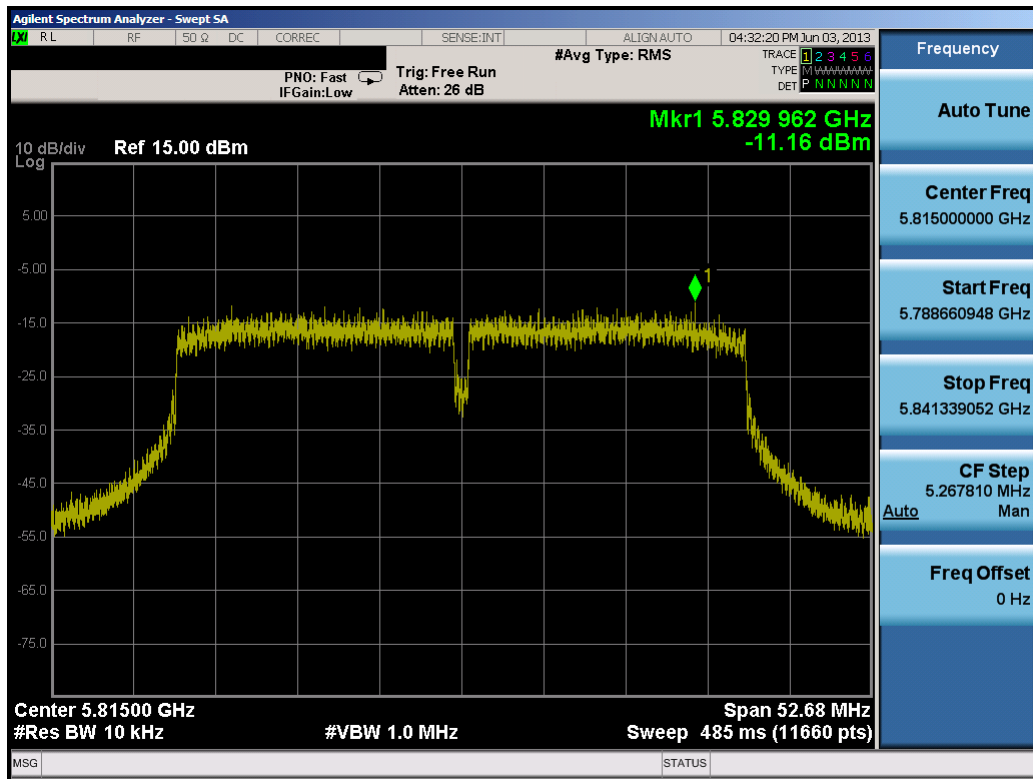 Agilent Spectrum Analyzer - Swept SA
LXI RL RF 50 Ω DC CORREC SENSE:INT ALIGNAUTO 04:32:20 PM Jun 03, 2013
#Avg Type: RMS TRACE 1 2 3 4 5 6
PNO: Fast Trig: Free Run TYPE M WWWWW
IFGain:Low Atten: 26 dB DET P N N N N N
Mkr1 5.829 962 GHz
-11.16 dBm
10 dB/div Ref 15.00 dBm
Log
5.00
-5.00
1
-15.0
-25.0
-35.0
-45.0
-55.0
-65.0
-75.0
Center 5.81500 GHz Span 52.68 MHz
#Res BW 10 kHz #VBW 1.0 MHz Sweep 485 ms (11660 pts)
MSG STATUS
Frequency
Auto Tune
Center Freq
5.815000000 GHz
Start Freq
5.788660948 GHz
Stop Freq
5.841339052 GHz
CF Step
5.267810 MHz
Auto Man
Freq Offset
0 Hz